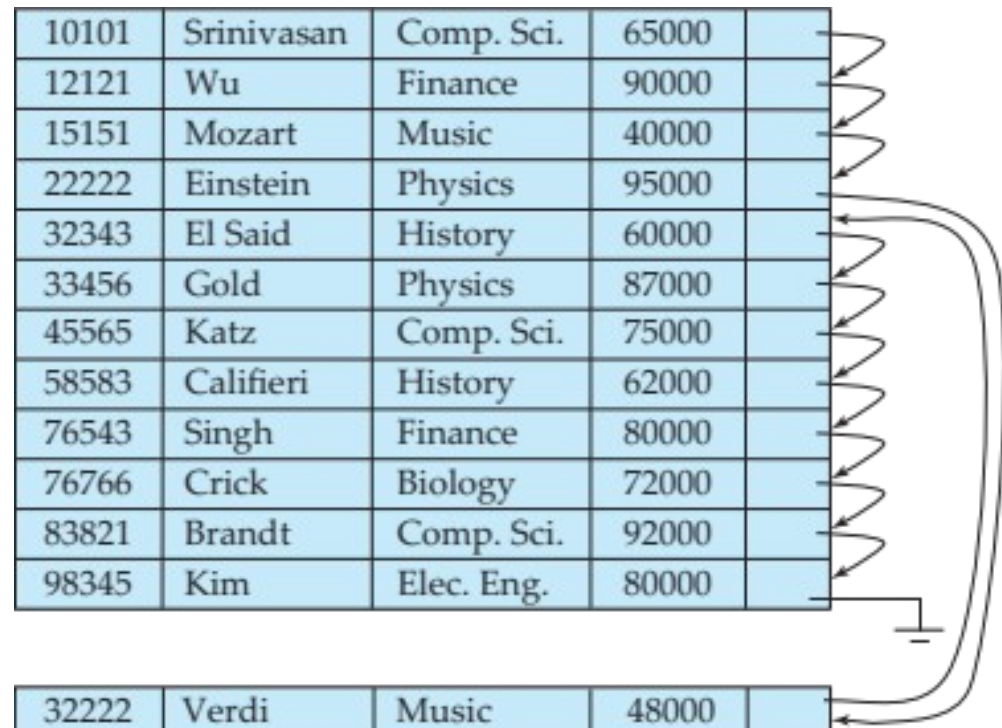 10101 Srinivasan Comp. Sci. 65000
12121 Wu Finance 90000
15151 Mozart Music 40000
22222 Einstein Physics 95000
32343 El Said History 60000
33456 Gold Physics 87000
45565 Katz Comp. Sci. 75000
58583 Califieri History 62000
76543 Singh Finance 80000
76766 Crick Biology 72000
83821 Brandt Comp. Sci. 92000
98345 Kim Elec. Eng. 80000
32222 Verdi Music 48000